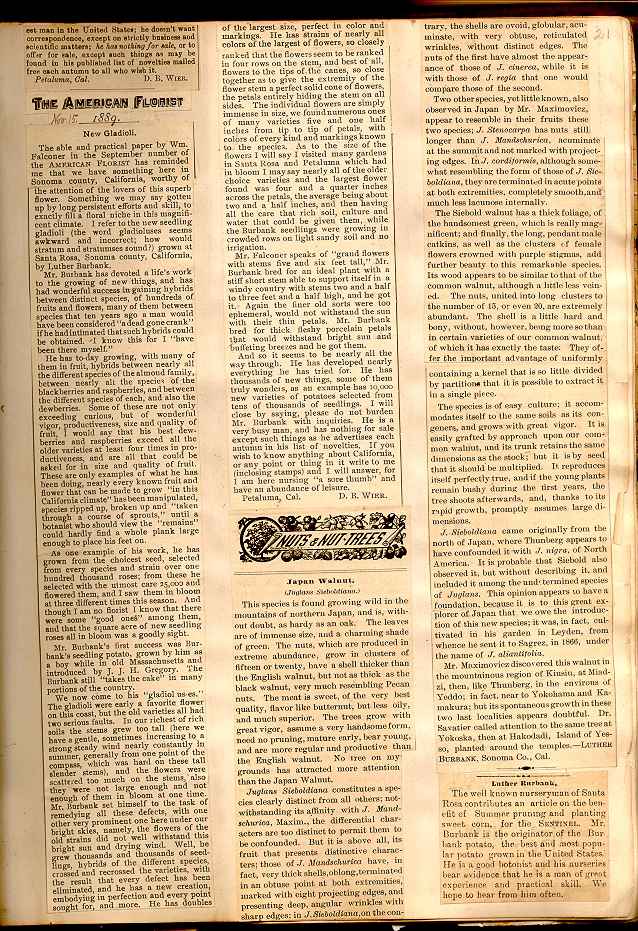 est man in the United States; he doesn't want
correspondence, except on strictly business and
scientific matters; he has nothing for sale, or to
offer for sale, except such things as may be
found in his published list of novelties mailed
free each autumn to all who wish it.
Petaluma, Cal. D. B. WIER.
THE AMERICAN FLORIST
Nov. 15. 1889.
New Gladioli.
The able and practical paper by Wm.
Falconer in the September number of
the AMERICAN FLORIST has reminded
me that we have something here in
Sonoma county, California, worthy of
the attention of the lovers of this superb
flower. Something we may say gotten
up by long persistent efforts and skill, to
exactly fill a floral niche in this magnifi-
cent climate. I refer to the new seedling
gladioli (the word gladioluses seems
awkward and incorrect; how would
stratum and stratumses sound?) grown at
Santa Rosa, Sonoma county, California,
by Luther Burbank.
Mr. Burbank has devoted a life's work
to the growing of new things, and has
had wonderful success in gaining hybrids
between distinct species, of hundreds of
fruits and flowers, many of them between
species that ten years ago a man would
have been considered "a dead gone crank"
if he had intimated that such hybrids could
be obtained. I know this for I "have
been there myself."
He has to-day growing, with many of
them in fruit, hybrids between nearly all
the different species of the almond family,
between nearly all the species of the
blackberries and raspberries, and between
the different species of each, and also the
dewberries. Some of these are not only
exceeding curious, but of wonderful
vigor, productiveness, size and quality of
fruit, I would say that his best dew-
berries and raspberries exceed all the
older varieties at least four times in pro-
ductiveness, and are all that could be
asked for in size and quality of fruit.
These are only examples of what he has
been doing, nearly every known fruit and
flower that can be made to grow "in this
California climate" has been manipulated,
species ripped up, broken up and "taken
through a course of sprouts," until a
botanist who should view the "remains"
could hardly find a whole plank large
enough to place his feet on.
As one example of his work, he has
grown from the choicest seed, selected
from every species and strain over one
hundred thousand roses; from these he
selected with the utmost care 25,000 and
flowered them, and I saw them in bloom
at three different times this season. And
though I am no florist I know that there
were some "good ones" among them,
and that the square acre of new seedling
roses all in bloom was a goodly sight.
Mr. Burbank's first success was Bur-
bank's seedling potato, grown by him as
a boy while in old Massachusetts and
introduced by J. J. H. Gregory. The
Burbank still "takes the cake" in many
portions of the country.
We now come to his "gladiol us-es."
The gladioli were early a favorite flower
on this coast, but the old varieties all had
two serious faults. In our richest of rich
soils the stems grew too tall (here we
have a gentle, sometimes increasing to a
strong steady wind nearly constantly in
summer, generally from one point of the
compass, which was hard on these tall
slender stems), and the flowers were
scattered too much on the stems, also
they were not large enough and not
enough of them in bloom at one time.
Mr. Burbank set himself to the task of
remedying all these defects, with one
other very prominent one here under our
bright skies, namely, the flowers of the
old strains did not well withstand this
bright sun and drying wind. Well, he
grew thousands and thousands of seed-
lings, hybrids of the different species,
crossed and recrossed the varieties, with
the result that every defect has been
eliminated, and he has a new creation,
embodying in perfection and every point
sought for, and more. He has doubles
of the largest size, perfect in color and
markings. He has strains of nearly all
colors of the largest of flowers, so closely
ranked that the flowers seem to be ranked
in four rows on the stem, and best of all,
flowers to the tips of the canes, so close
together as to give the extremity of the
flower stem a perfect solid cone of flowers,
the petals entirely hiding the stem on all
sides. The individual flowers are simply
immense in size, we found numerous ones
of many varieties five and one half
inches from tip to tip of petals, with
colors of every kind and markings known
to the species. As to the size of the
flowers I will say I visited many gardens
in Santa Rosa and Petaluma which had
in bloom I may say nearly all of the older
choice varieties and the largest flower
found was four and a quarter inches
across the petals, the average being about
two and a half inches, and then having
all the care that rich soil, culture and
water that could be given them, while
the Burbank seedlings were growing in
crowded rows on light sandy soil and no
irrigation.
Mr. Falconer speaks of "grand flowers
with stems five and six feet tall," Mr.
Burbank bred for an ideal plant with a
stiff short stem able to support itself in a
windy country with stems two and a half
to three feet and a half high, and he got
it. Again the finer old sorts were too
ephemeral, would not withstand the sun
with their thin petals. Mr. Burbank
bred for thick fleshy porcelain petals
that would withstand bright sun and
buffeting breezes and he got them.
And so it seems to be nearly all the
way through. He has developed nearly
everything he has tried for. He has
thousands of new things, some of them
truly wonders, as an example some 30,000
new varieties of potatoes selected from
tens of thousands of seedlings. I will
close by saying, please do not burden
Mr. Burbank with inquiries. He is a
very busy man, and has nothing for sale
except such things as he advertises each
autumn in his list of novelties. If you
wish to know anything about California,
or any point or thing in it write to me
(inclosing stamps) and I will answer, for
I am here nursing "a sore thumb" and
have an abundance of leisure.
Petaluma, Cal. D. B. WIER.
NUTS & NUT-TREES.
Japan Walnut.
(Juglans Sieboldiana.)
This species is found growing wild in the
mountains of northern Japan, and is, with-
out doubt, as hardy as an oak. The leaves
are of immense size, and a charming shade
of green. The nuts, which are produced in
extreme abundance, grow in clusters of
fifteen or twenty, have a shell thicker than
the English walnut, but not as thick as the
black walnut, very much resembling Pecan
nuts. The meat is sweet, of the very best
quality, flavor like butternut, but less oily,
and much superior. The trees grow with
great vigor, assume a very handsome form,
need no pruning, mature early, bear young,
and are more regular and productive than
the English walnut. No tree on my
grounds has attracted more attention
than the Japan Walnut.
Juglans Sieboldiana constitutes a spe-
cies clearly distinct from all others; not-
withstanding its affinity with J. Mand-
schurica, Maxim., the differential char-
acters are too distinct to permit them to
be confounded. But it is above all, its
fruit that presents distinctive charac-
ters; those of J. Mandschurica have, in
fact, very thick shells, oblong, terminated
in an obtuse point at both extremities,
marked with eight projecting edges, and
presenting deep, angular wrinkles with
sharp edges; in J. Sieboldiana, on the con-
trary, the shells are ovoid, globular, acu-
minate, with very obtuse, reticulated
wrinkles, without distinct edges. The
nuts of the first have almost the appear-
ance of those of J. cinerea, while it is
with those of J. regia that one would
compare those of the second.
Two other species, yet little known, also
observed in Japan by Mr. Maximovicz,
appear to resemble in their fruits these
two species; J. Stenocarpa has nuts still
longer than J. Mandschurica, acuminate
at the summit and not marked with project-
ing edges. In J. cordiformis, although some-
what resembling the form of those of J. Sie-
boldiana, they are terminated in acute points
at both extremities, completely smooth, and
much less lacunose internally.
The Siebold walnut has a thick foliage, of
the handsomest green, which is really mag-
nificent; and finally, the long, pendant male
catkins, as well as the clusters of female
flowers crowned with purple stigmas, add
further beauty to this remarkable species.
Its wood appears to be similar to that of the
common walnut, although a little less vein-
ed. The nuts, united into long clusters to
the number of 15, or even 20, are extremely
abundant. The shell is a little hard and
bony, without, however, being more so than
in certain varieties of our common walnut,
of which it has exactly the taste. They of-
fer the important advantage of uniformly
containing a kernel that is so little divided
by partitions that it is possible to extract it
in a single piece.
The species is of easy culture; it accom-
modates itself to the same soils as its con-
geners, and grows with great vigor. It is
easily grafted by approach upon our com-
mon walnut, and its trunk retains the same
dimensions as the stock; but it is by seed
that it should be multiplied. It reproduces
itself perfectly true, and if the young plants
remain bushy during the first years, the
tree shoots afterwards, and, thanks to its
rapid growth, promptly assumes large di-
mensions.
J. Sieboldiana came originally from the
north of Japan, where Thunberg appears to
have confounded it with J. nigra, of North
America. It is probable that Siebold also
observed it, but without describing it, and
included it among the undetermined species
of Juglans. This opinion appears to have a
foundation, because it is to this great ex-
plorer of Japan that we owe the introduc-
tion of this new species; it was, in fact, cul-
tivated in his garden in Leyden, from
whence he sent it to Sagrez, in 1866, under
the name of J. aliantfolia.
Mr. Maximovicz discovered this walnut in
the mountainous region of Kiusiu, at Miad-
zi, then, like Thunberg, in the environs of
Yeddo; in fact, near to Yokohama and Ka-
makura; but its spontaneous growth in these
two last localities appears doubtful. Dr.
Savatier called attention to the same tree at
Yokoska, then at Hakodadi, Island of Yes-
so, planted around the temples.—LUTHER
BURBANK, Sonoma Co., Cal.
Luther Burbank,
The well known nurseryman of Santa
Rosa contributes an article on the ben-
efit of Summer pruning and planting
sweet corn, for the SENTINEL. Mr.
Burbank is the originator of the Bur-
bank potato, the best and most popu-
lar potato grown in the United States.
He is a good botonist and his nurseries
bear evidence that he is a man of great
experience and practical skill. We
hope to hear from him often.
21